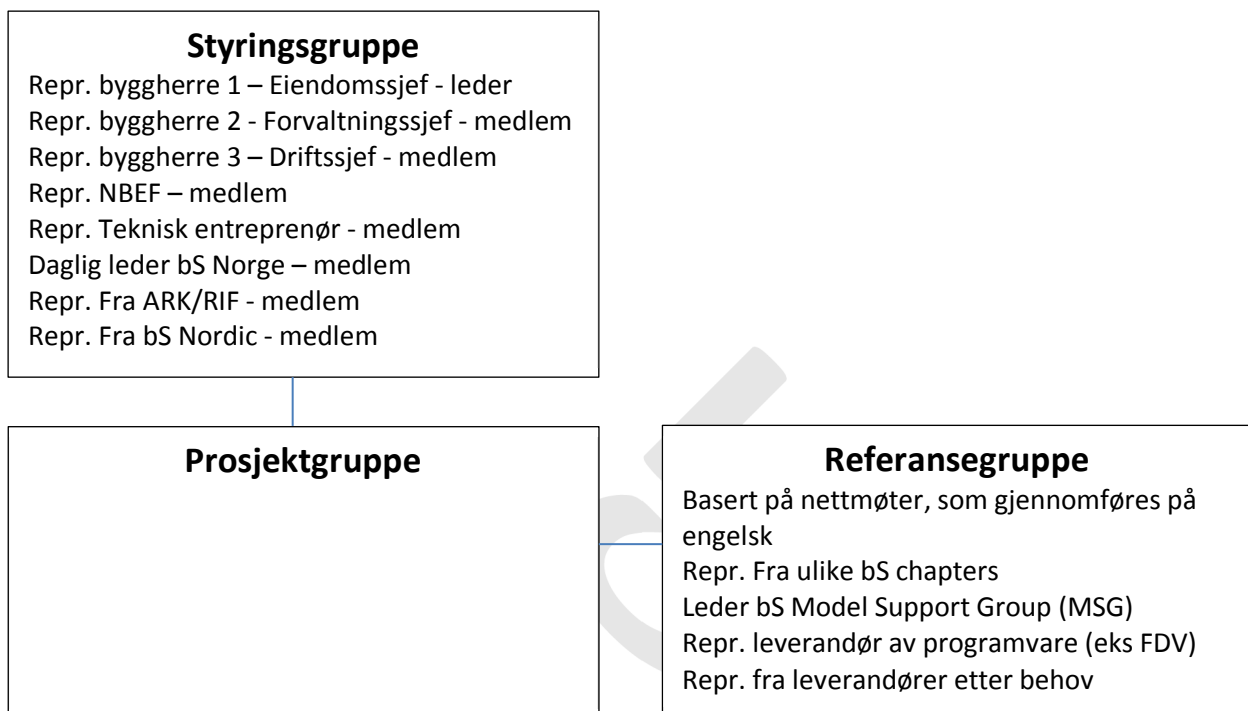 Styringsgruppe
Repr. byggherre 1 – Eiendomssjef - leder
Repr. byggherre 2 - Forvaltningssjef - medlem
Repr. byggherre 3 – Driftssjef - medlem
Repr. NBEF – medlem
Repr. Teknisk entreprenør - medlem
Daglig leder bS Norge – medlem
Repr. Fra ARK/RIF - medlem
Repr. Fra bS Nordic - medlem
Prosjektgruppe
Referansegruppe
Basert på nettmøter, som gjennomføres på
engelsk
Repr. Fra ulike bS chapters
Leder bS Model Support Group (MSG)
Repr. leverandør av programvare (eks FDV)
Repr. fra leverandører etter behov